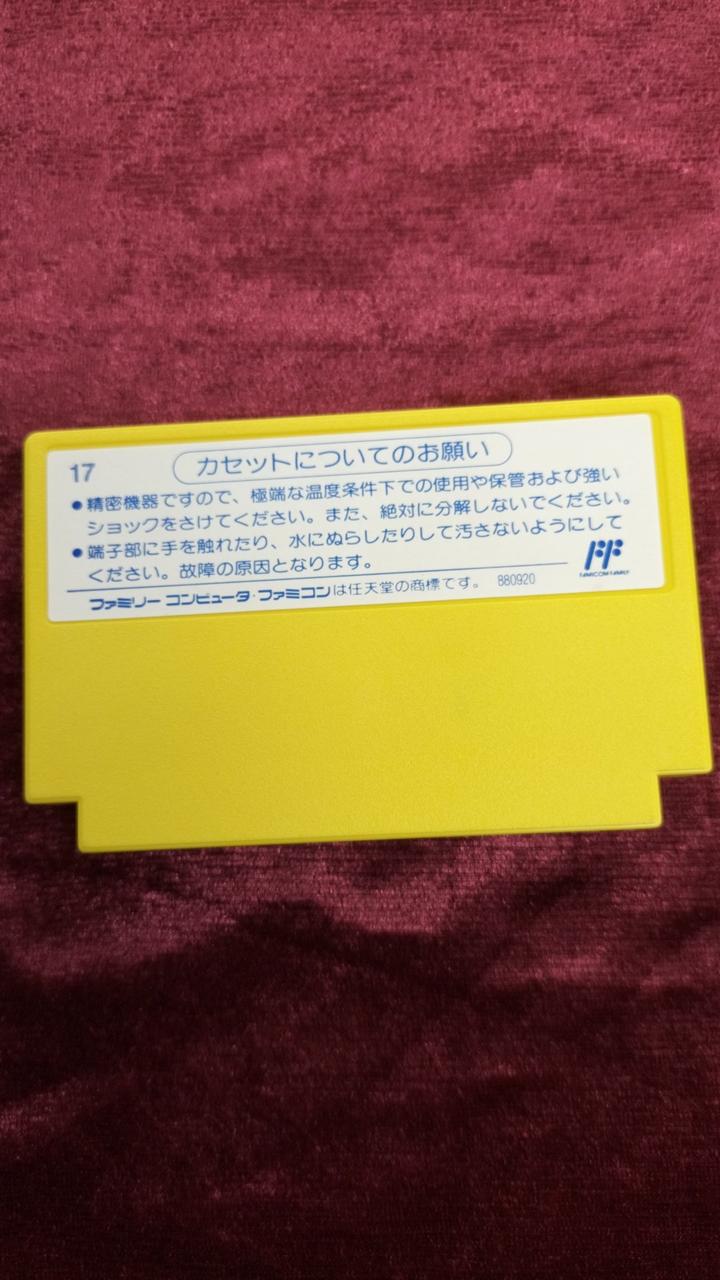 17
カセットについてのお願い
●精密機器ですので、極端な温度条件下での使用や保管および強い
ショックをさけてください。また、絶対に分解しないでください。
●端子部に手を触れたり、水にぬらしたりして汚さないようにして
ください。故障の原因となります。
FF
FAMICOM FAMILY
ファミリー コンピュータ・ファミコンは任天堂の商標です。 880920